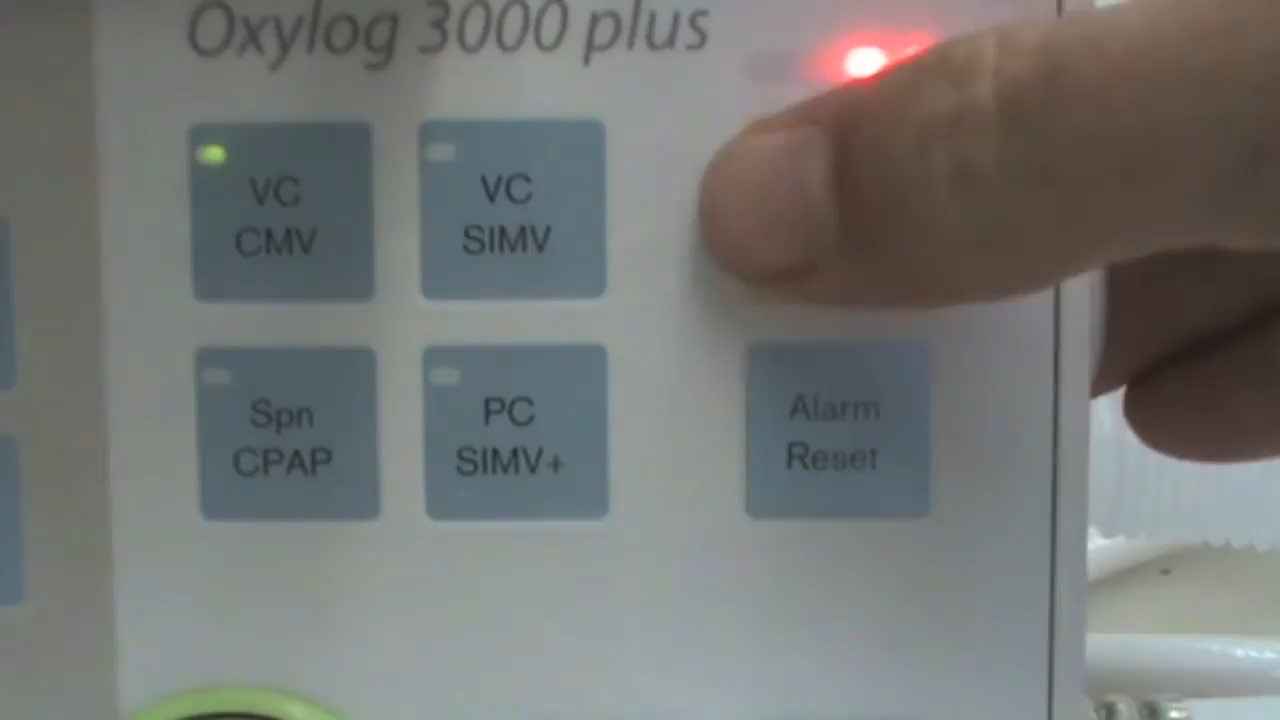 Oxylog 3000 plus
VC
CMV
VC
SIMV
Spn
CPAP
PC
SIMV+
Alarm
Reset